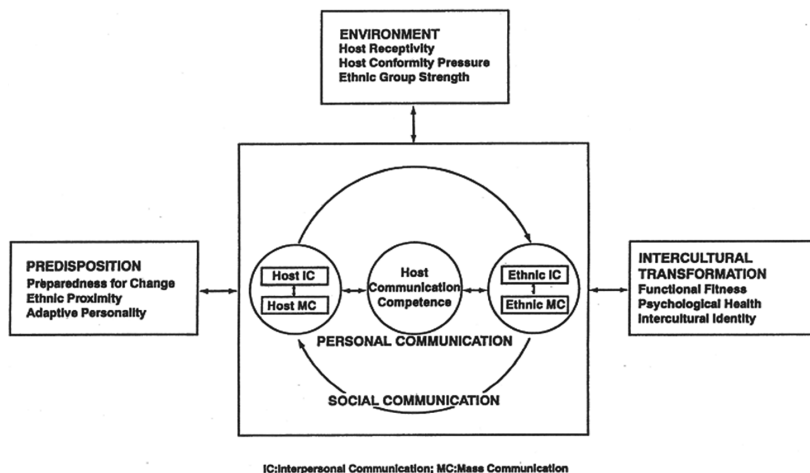 ENVIRONMENT
Host Receptivity
Host Conformity Pressure
Ethnic Group Strength
PREDISPOSITION
Preparedness for Change
Ethnic Proximity
Adaptive Personality
Host IC
Host MC
Host
Communication
Competence
Ethnic IC
Ethnic MC
INTERCULTURAL
TRANSFORMATION
Functional Fitness
Psychological Health
Intercultural Identity
PERSONAL COMMUNICATION
SOCIAL COMMUNICATION
IC:Interpersonal Communication; MC:Mass Communication